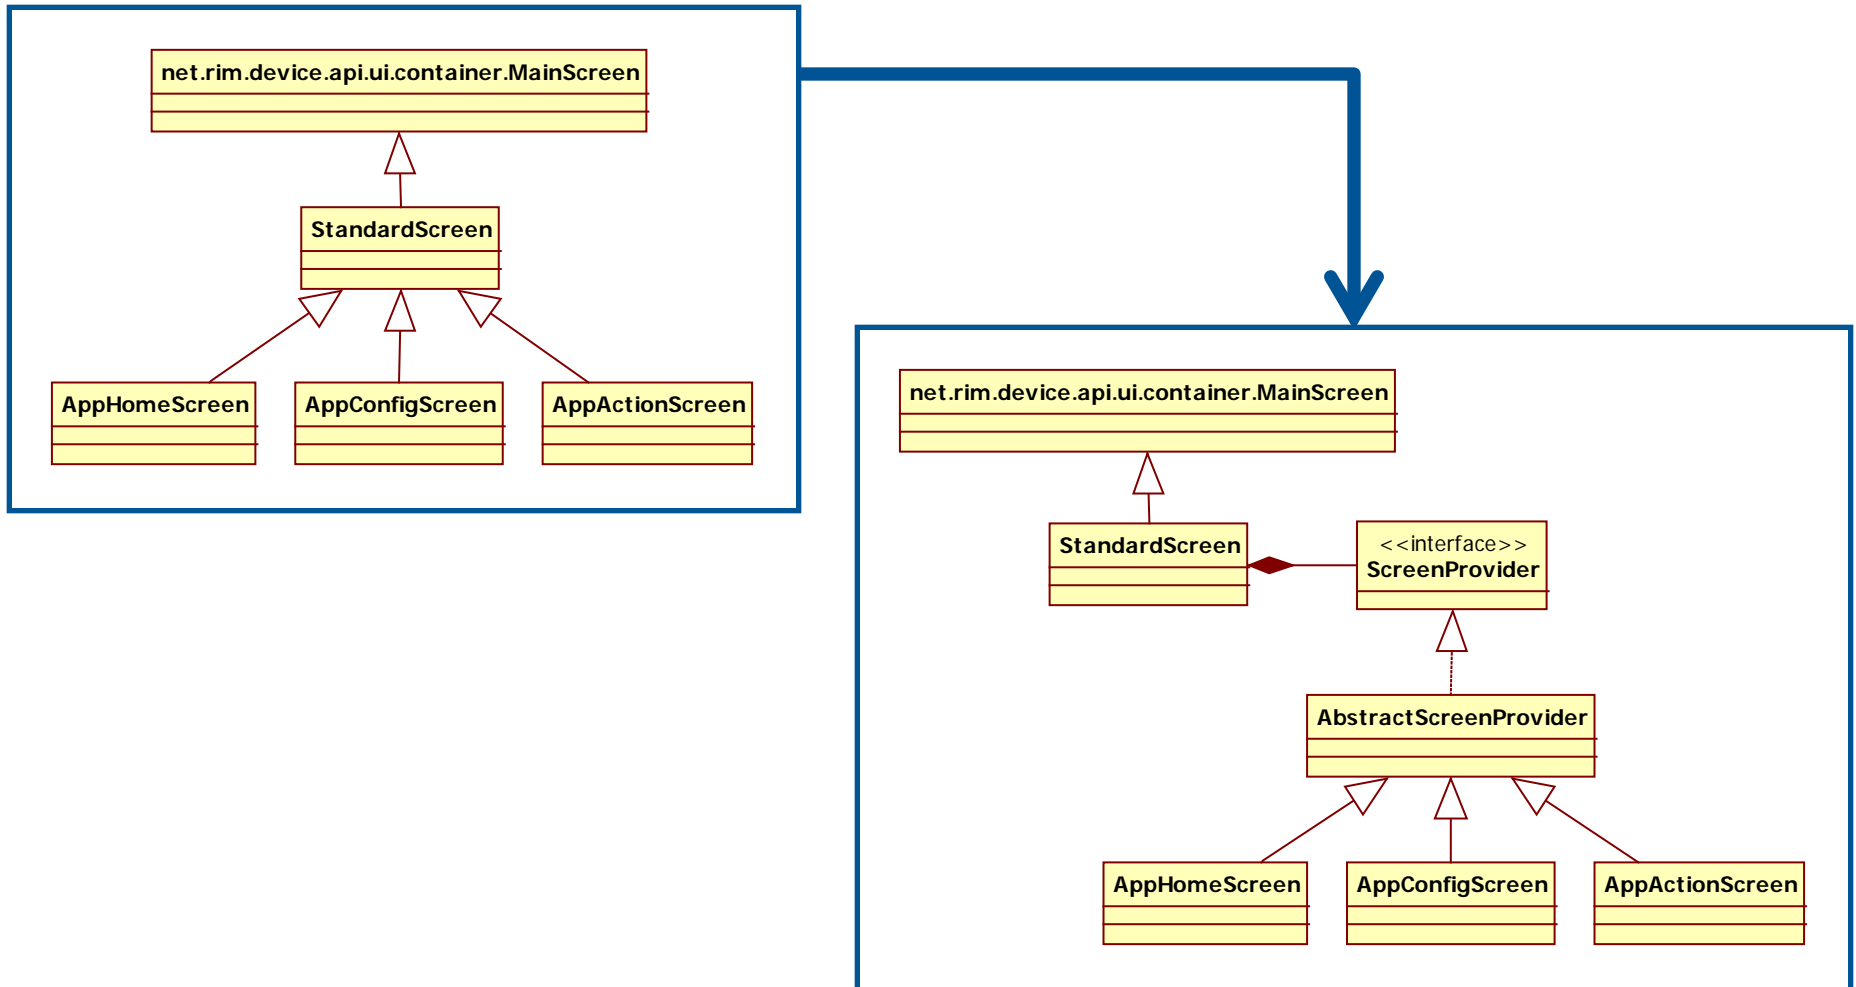 net.rim.device.api.ui.container.MainScreen
StandardScreen
AppHomeScreen
AppConfigScreen
AppActionScreen
net.rim.device.api.ui.container.MainScreen
StandardScreen
<<interface>>
ScreenProvider
AbstractScreenProvider
AppHomeScreen
AppConfigScreen
AppActionScreen